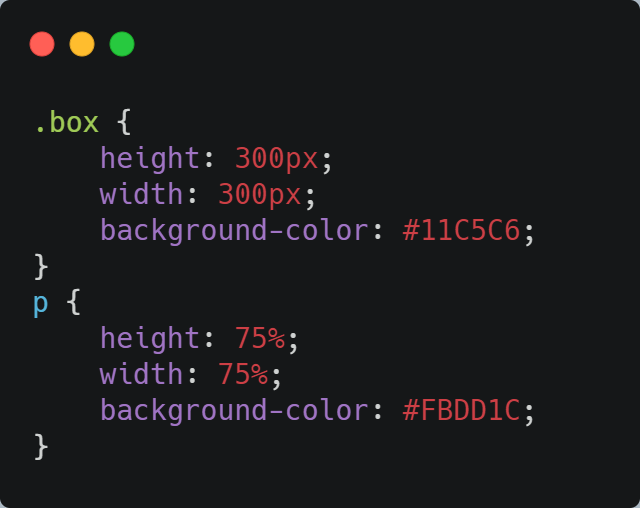 .box {
    height: 300px;
    width: 300px;
    background-color: #11C5C6;
}
p {
    height: 75%;
    width: 75%;
    background-color: #FBDD1C;
}